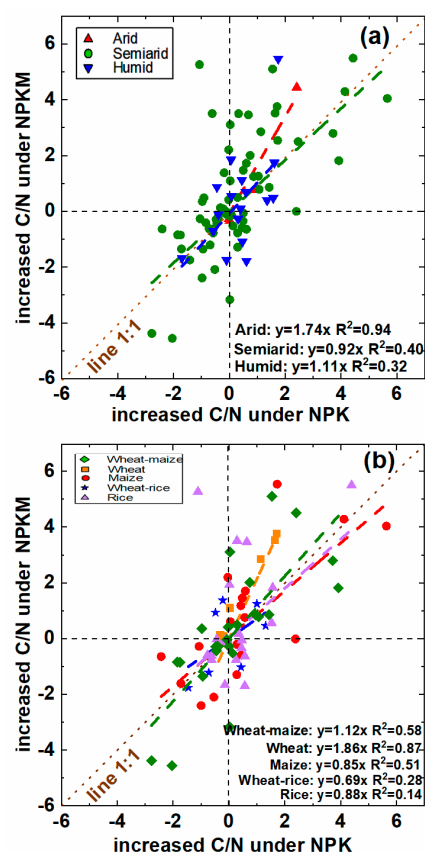 increased C/N under NPKM
6
4
2
0
-2
-4
-6
(a)
Arid
Semiarid
Humid
line 1:1
Arid: y=1.74x R²=0.94
Semiarid: y=0.92x R²=0.40
Humid: y=1.11x R²=0.32
-6 -4 -2 0 2 4 6
increased C/N under NPK
increased C/N under NPKM
6
4
2
0
-2
-4
-6
(b)
Wheat-maize
Wheat
Maize
Wheat-rice
Rice
line 1:1
Wheat-maize: y=1.12x R²=0.58
Wheat: y=1.86x R²=0.87
Maize: y=0.85x R²=0.51
Wheat-rice: y=0.69x R²=0.28
Rice: y=0.88x R²=0.14
-6 -4 -2 0 2 4 6
increased C/N under NPK